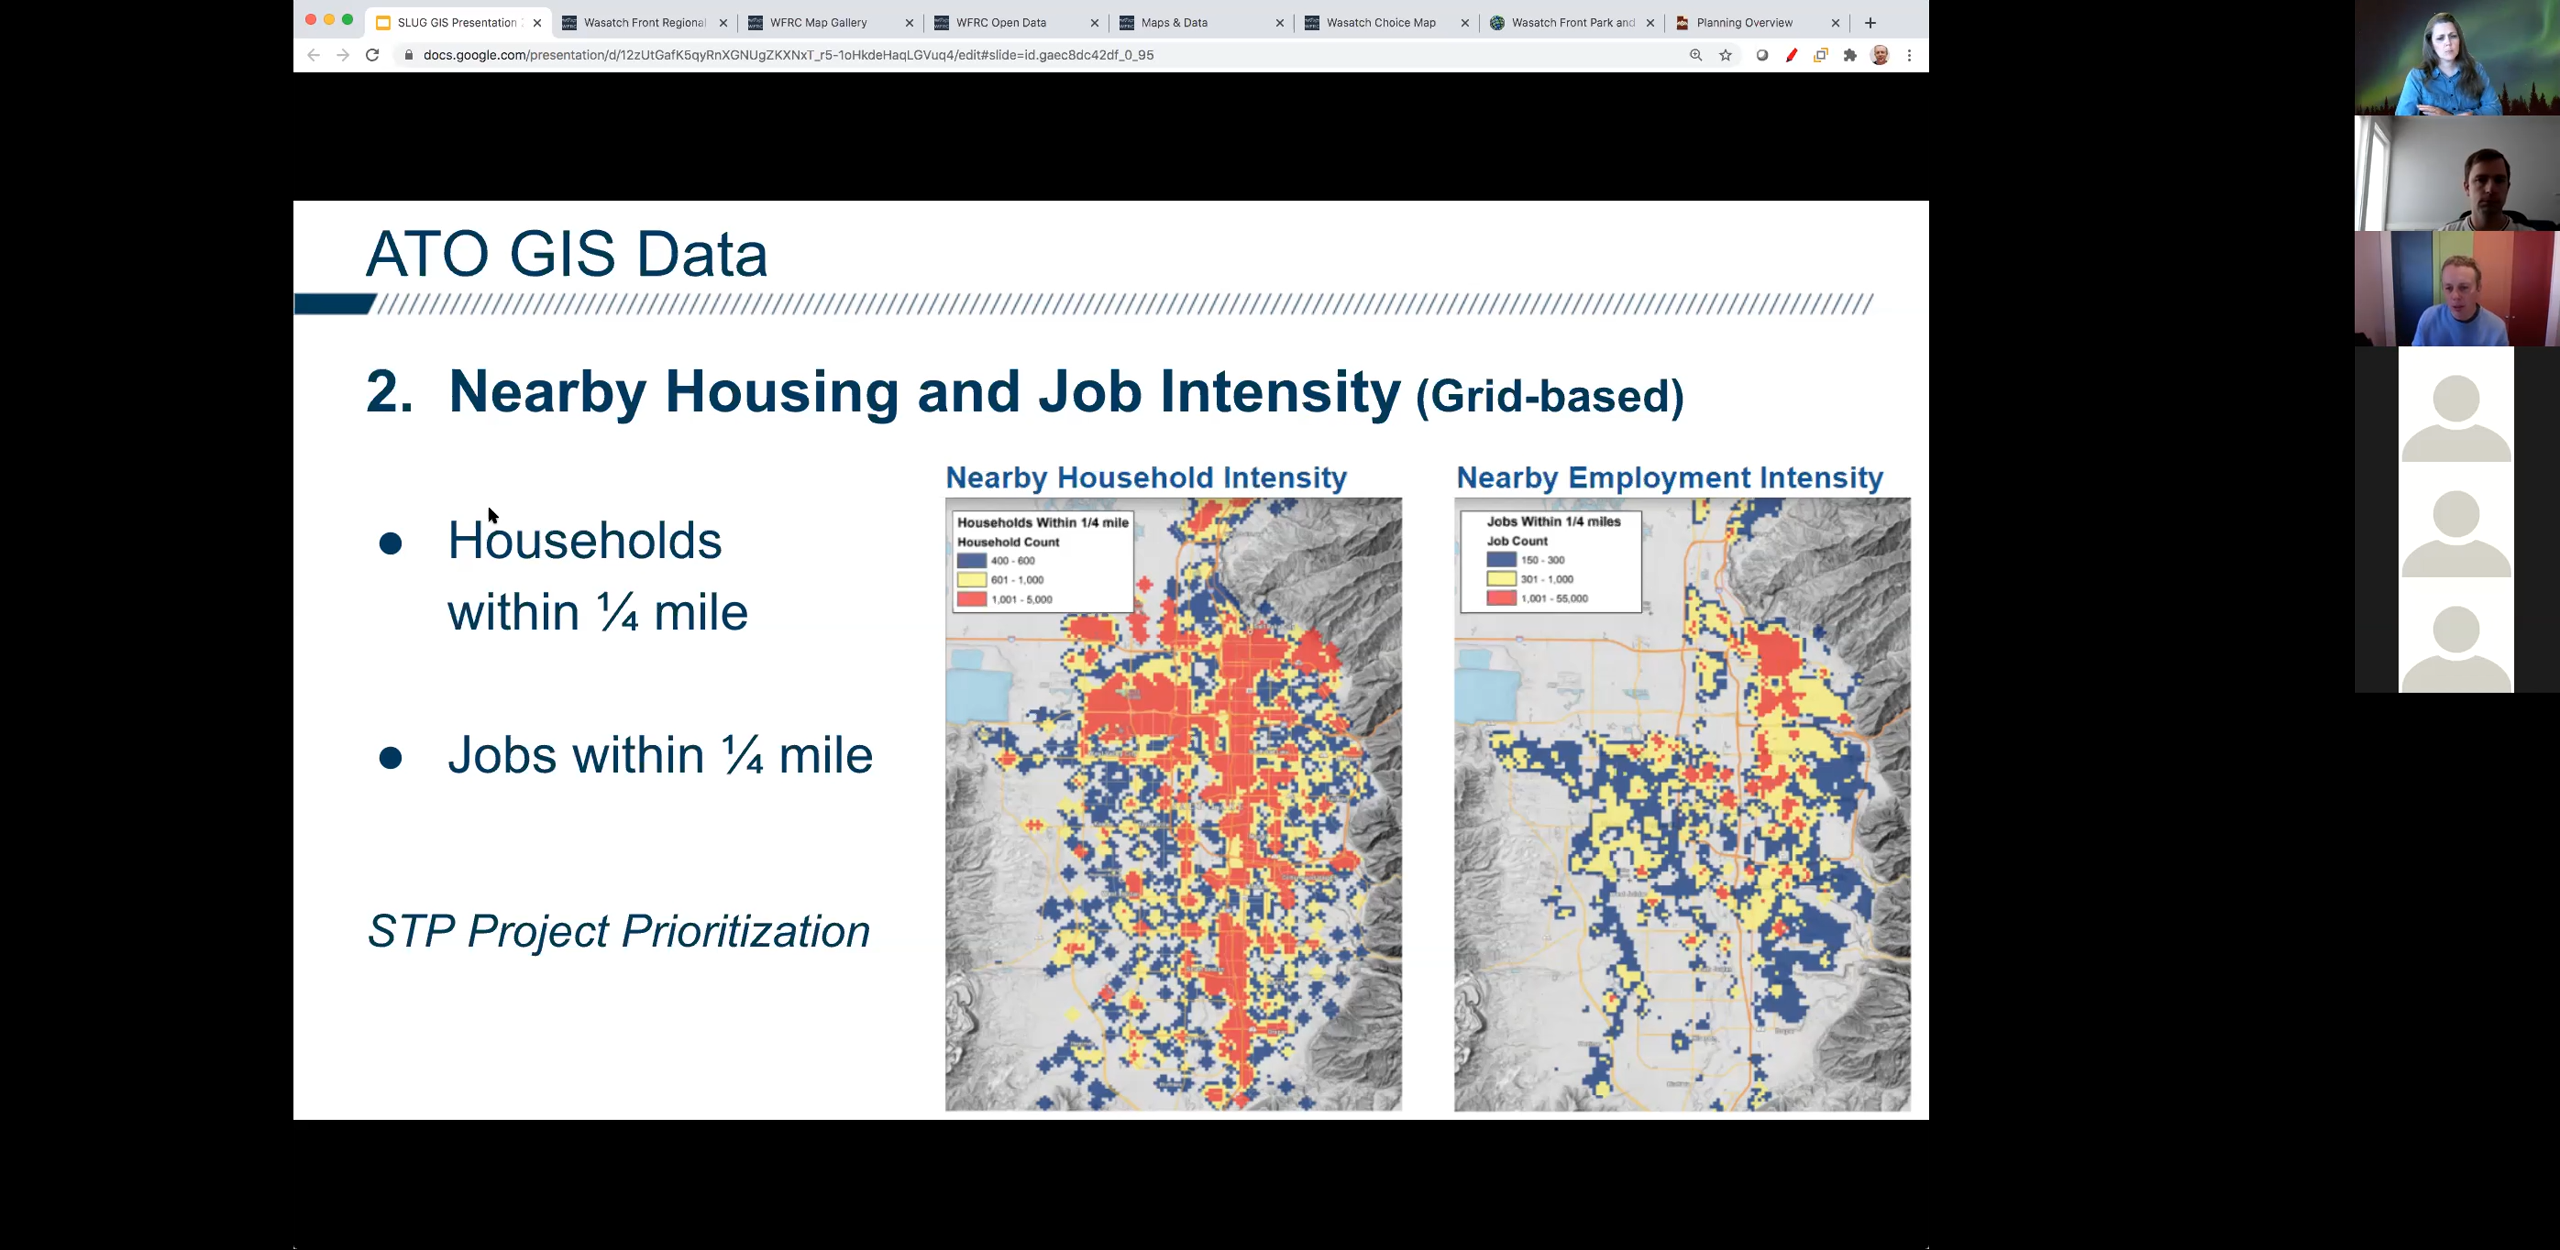 SLUG GIS Presentation
Wasatch Front Regional
WFRC Map Gallery
WFRC Open Data
Maps & Data
Wasatch Choice Map
Wasatch Front Park and
Planning Overview
docs.google.com/presentation/d/12zUtGafK5qyRnXGNUgZKXNxT_r5-1oHkdeHaqLGVuq4/edit#slide=id.gaec8dc42df_0_95
ATO GIS Data
2. Nearby Housing and Job Intensity (Grid-based)
● Households
within ¼ mile
● Jobs within ¼ mile
STP Project Prioritization
Nearby Household Intensity
Households Within 1/4 mile
Household Count
400 - 600
601 - 1,000
1,001 - 5,000
Nearby Employment Intensity
Jobs Within 1/4 miles
Job Count
150 - 300
301 - 1,000
1,001 - 55,000